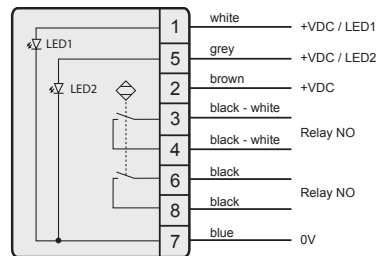 1 white +VDC / LED1
LED1
5 grey +VDC / LED2
LED2
2 brown +VDC
3 black - white
Relay NO
4 black - white
6 black
Relay NO
8 black
7 blue 0V